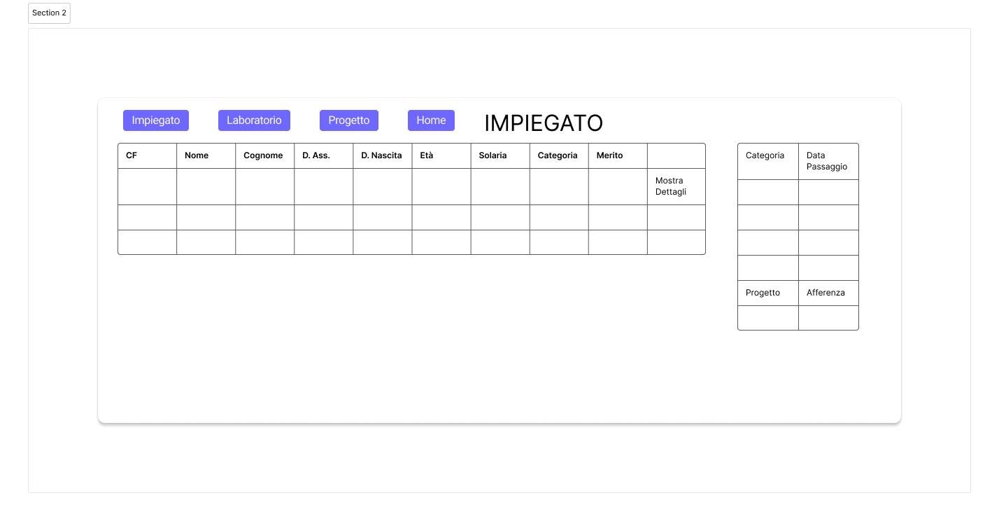 Section 2
Impiegato Laboratorio Progetto Home IMPIEGATO
CF Nome Cognome D. Ass. D. Nascita Età Solaria Categoria Merito
Mostra
Dettagli
Categoria Data
Passaggio
Progetto Afferenza